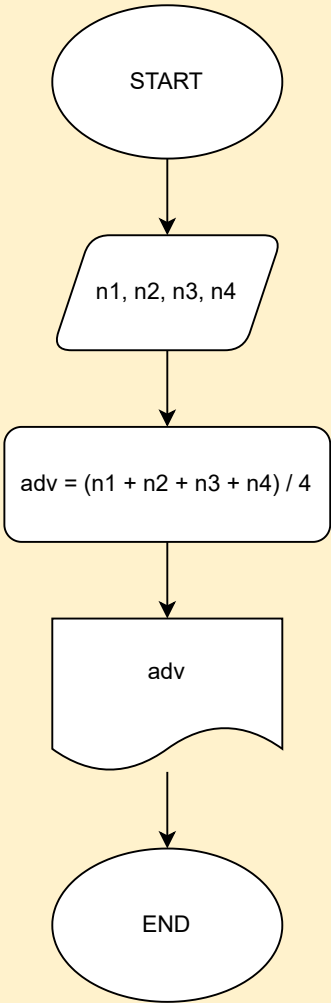 START
n1, n2, n3, n4
adv = (n1 + n2 + n3 + n4) / 4
adv
END